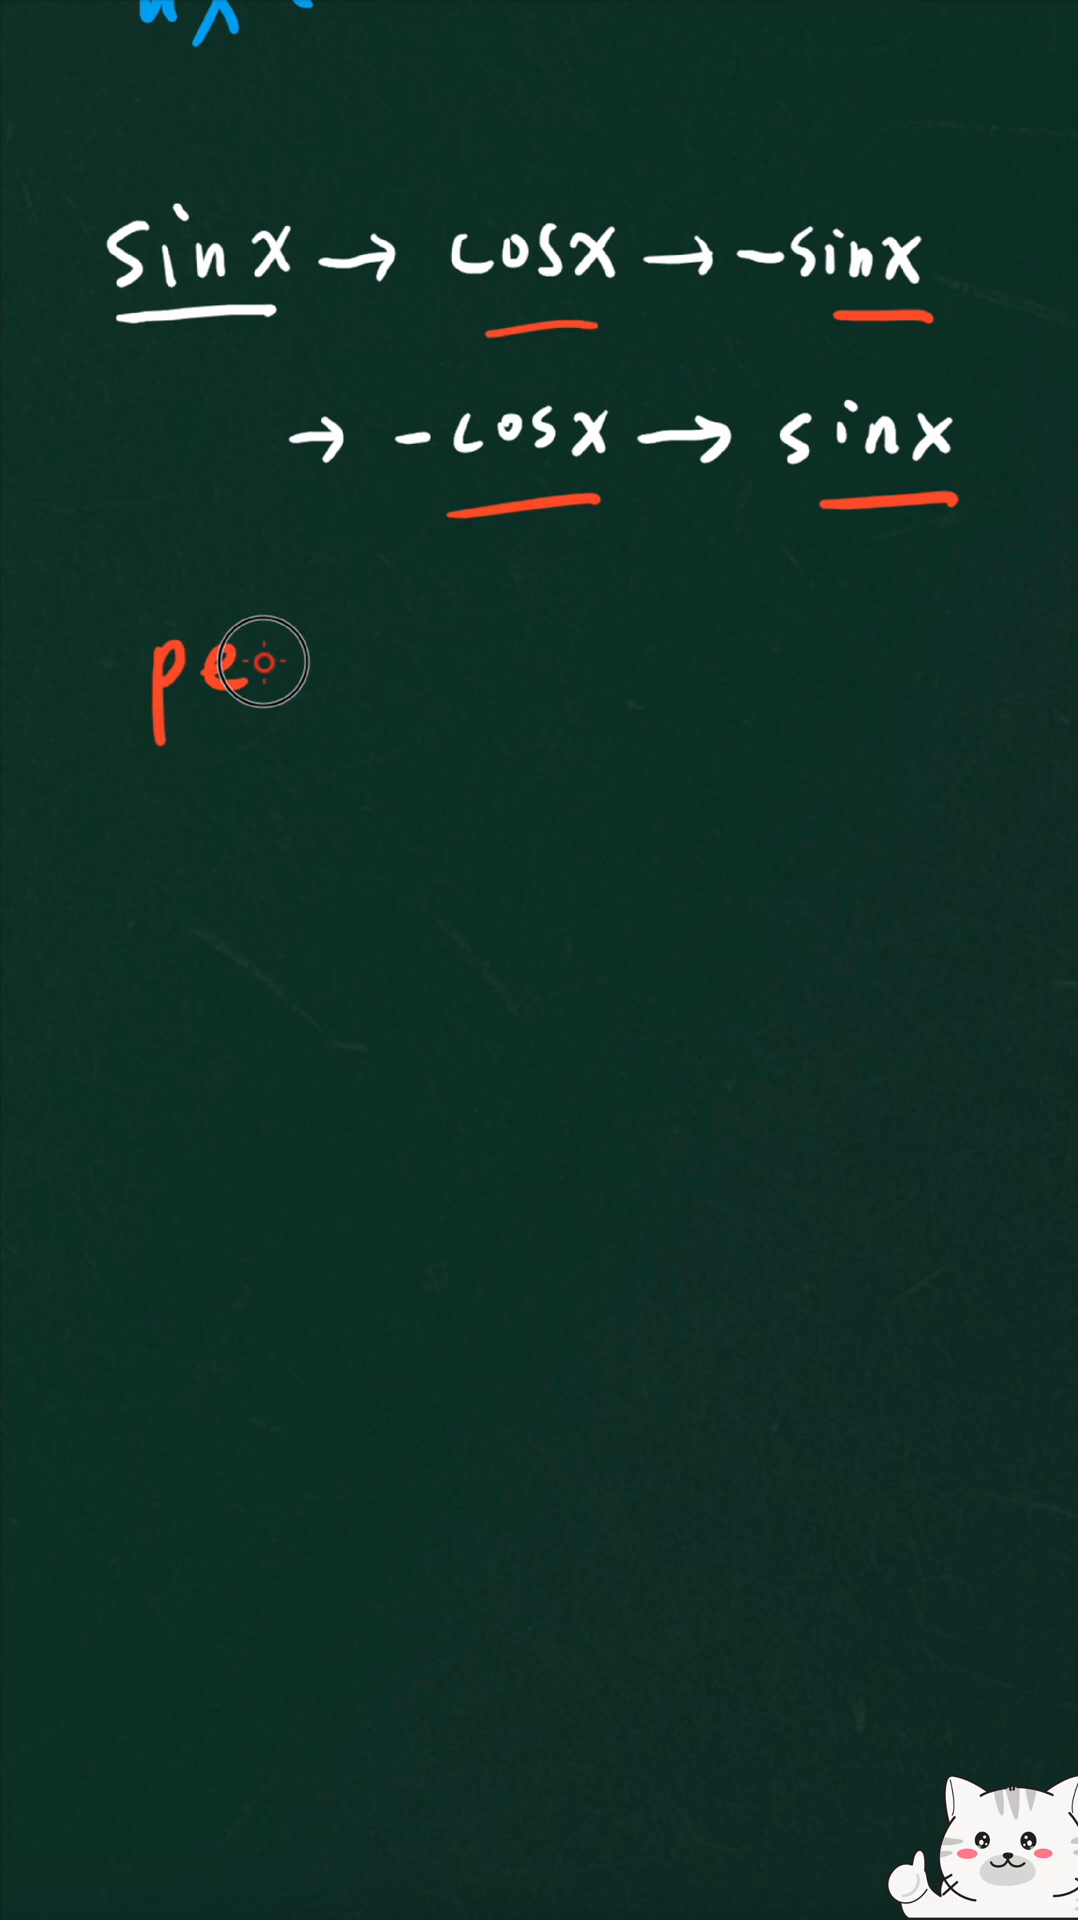 sinx → cosx → -sinx
→ -cosx → sinx
pe